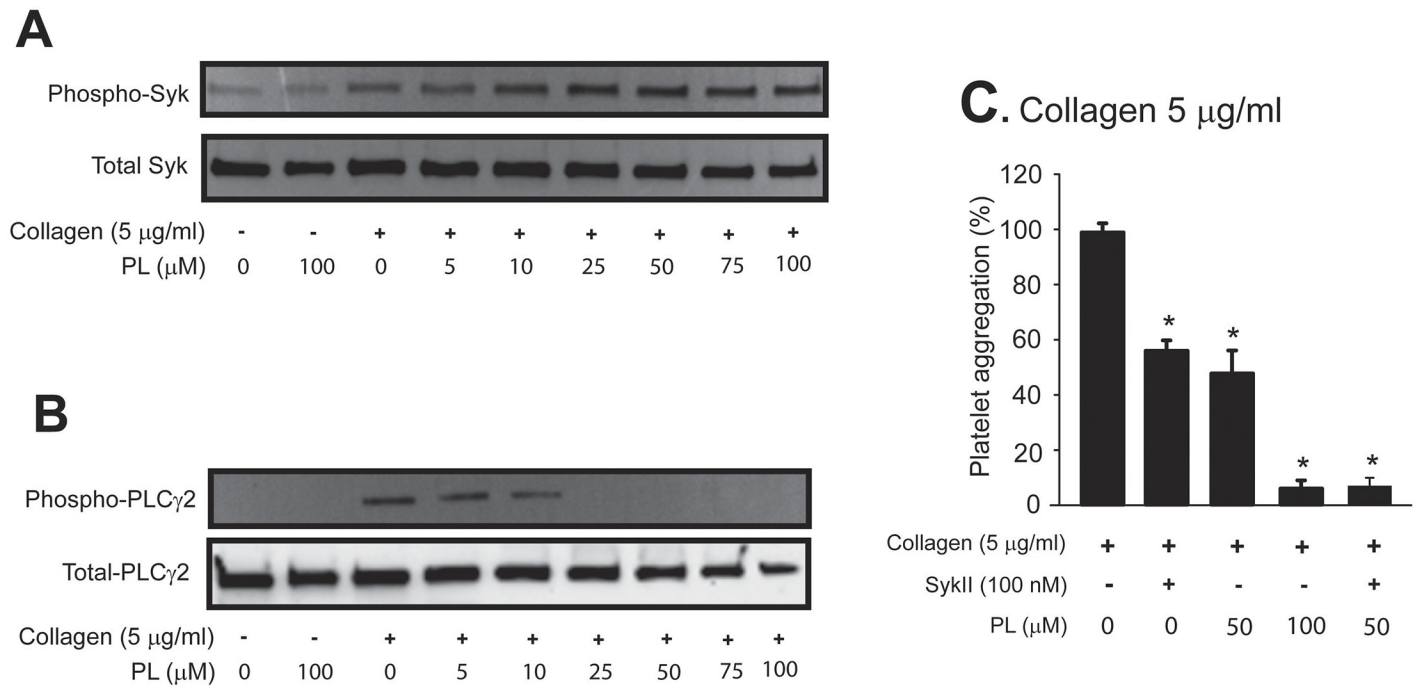 A
Phospho-Syk
Total Syk
Collagen (5 μg/ml) - - + + + + + + +
PL (μM) 0 100 0 5 10 25 50 75 100
B
Phospho-PLCγ2
Total-PLCγ2
Collagen (5 μg/ml) - - + + + + + + +
PL (μM) 0 100 0 5 10 25 50 75 100
C. Collagen 5 μg/ml
Platelet aggregation (%)
120
100
80
60
40
20
0
* * * *
Collagen (5 μg/ml) + + + + +
SykII (100 nM) - + - - +
PL (μM) 0 0 50 100 50